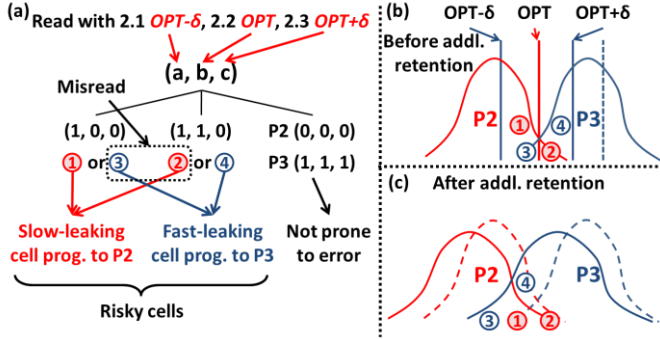 (a)
Read with 2.1 OPT-δ, 2.2 OPT, 2.3 OPT+δ
(a, b, c)
Misread
(1, 0, 0) (1, 1, 0) P2 (0, 0, 0)
1 or 3 2 or 4 P3 (1, 1, 1)
Slow-leaking cell prog. to P2
Fast-leaking cell prog. to P3
Not prone to error
Risky cells
(b) OPT-δ OPT OPT+δ
Before addl.
retention
P2 1 4 P3
3 2
(c) After addl. retention
P2 4 P3
3 1 2